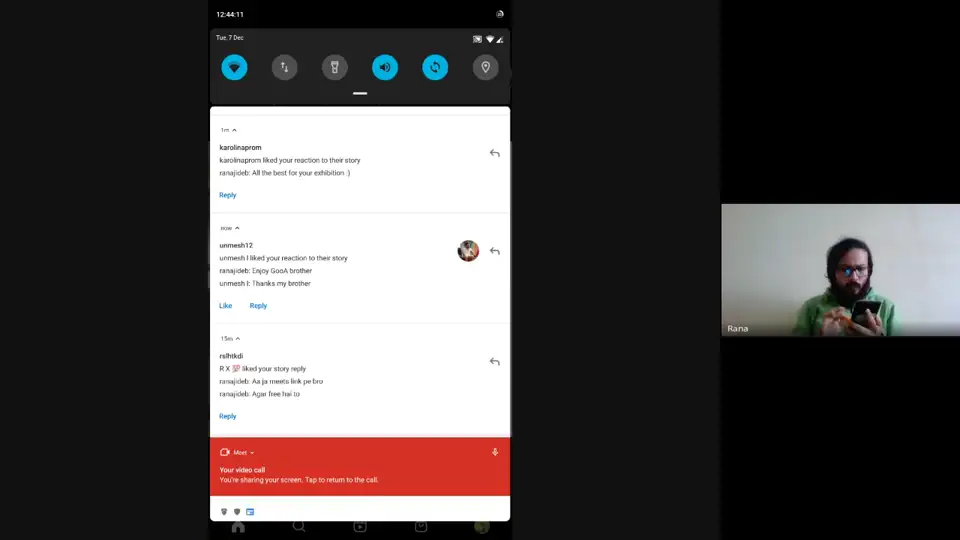 12:44:11
Tue, 7 Dec
1m
karolinaprom
karolinaprom liked your reaction to their story
ranajideb: All the best for your exhibition :)
Reply
now
unmesh12
unmesh I liked your reaction to their story
ranajideb: Enjoy GooA brother
unmesh I: Thanks my brother
Like Reply
15m
rslhtkdi
R X 💯 liked your story reply
ranajideb: Aa ja meets link pe bro
ranajideb: Agar free hai to
Reply
Meet
Your video call
You're sharing your screen. Tap to return to the call.
Rana